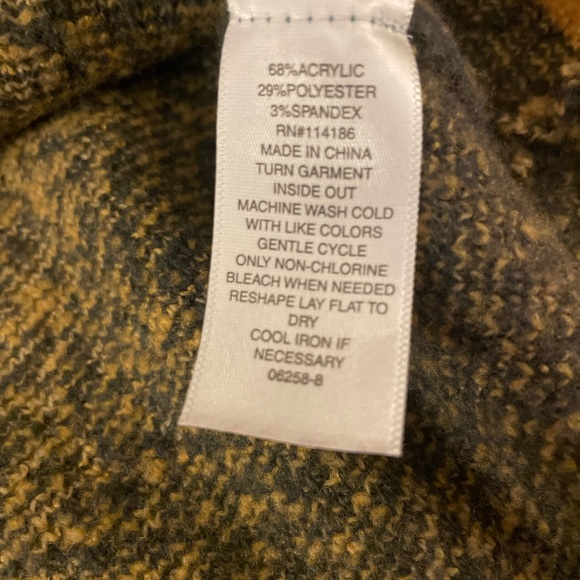 68%ACRYLIC
29%POLYESTER
3%SPANDEX
RN#114186
MADE IN CHINA
TURN GARMENT
INSIDE OUT
MACHINE WASH COLD
WITH LIKE COLORS
GENTLE CYCLE
ONLY NON-CHLORINE
BLEACH WHEN NEEDED
RESHAPE LAY FLAT TO
DRY
COOL IRON IF
NECESSARY
06258-8